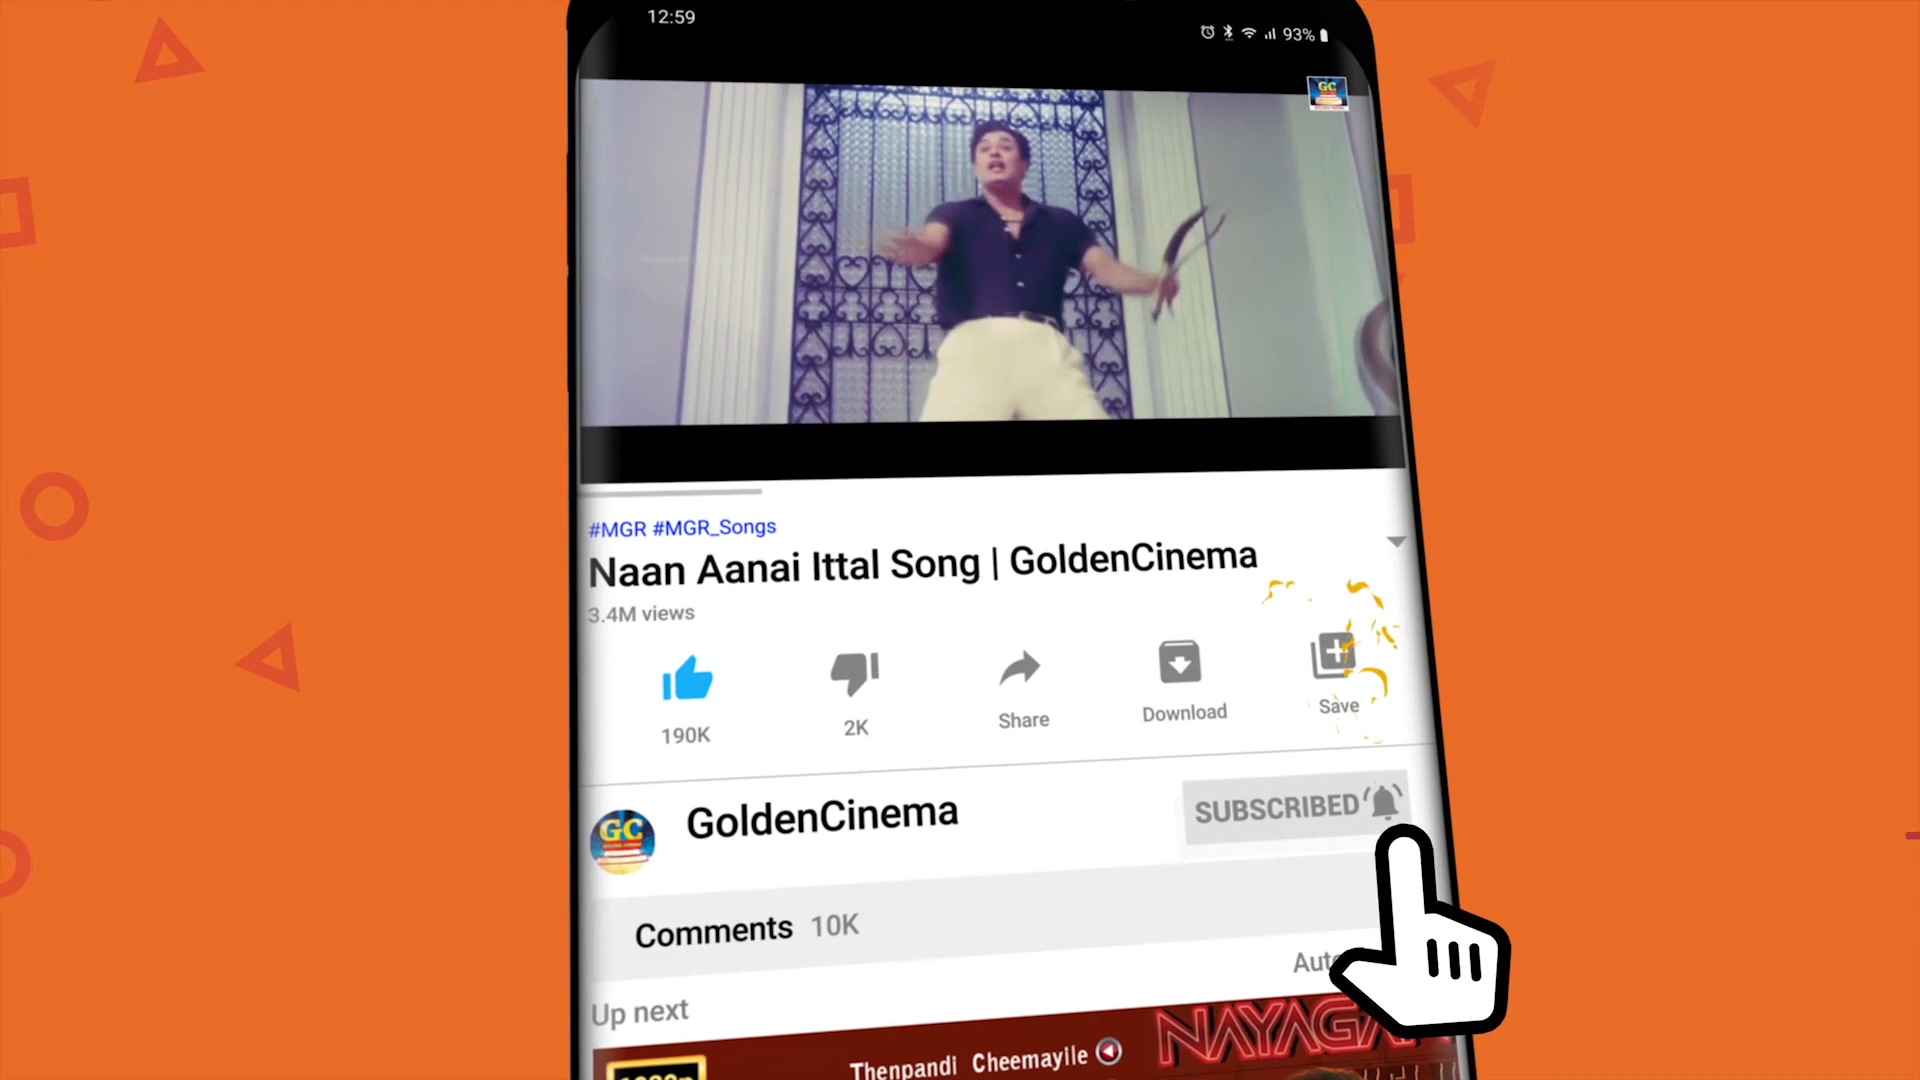 12:59
93%
GC
#MGR #MGR_Songs
Naan Aanai Ittal Song | GoldenCinema
3.4M views
190K
2K
Share
Download
Save
GC
GoldenCinema
SUBSCRIBED
Comments 10K
Up next
Thenpandi Cheemayile